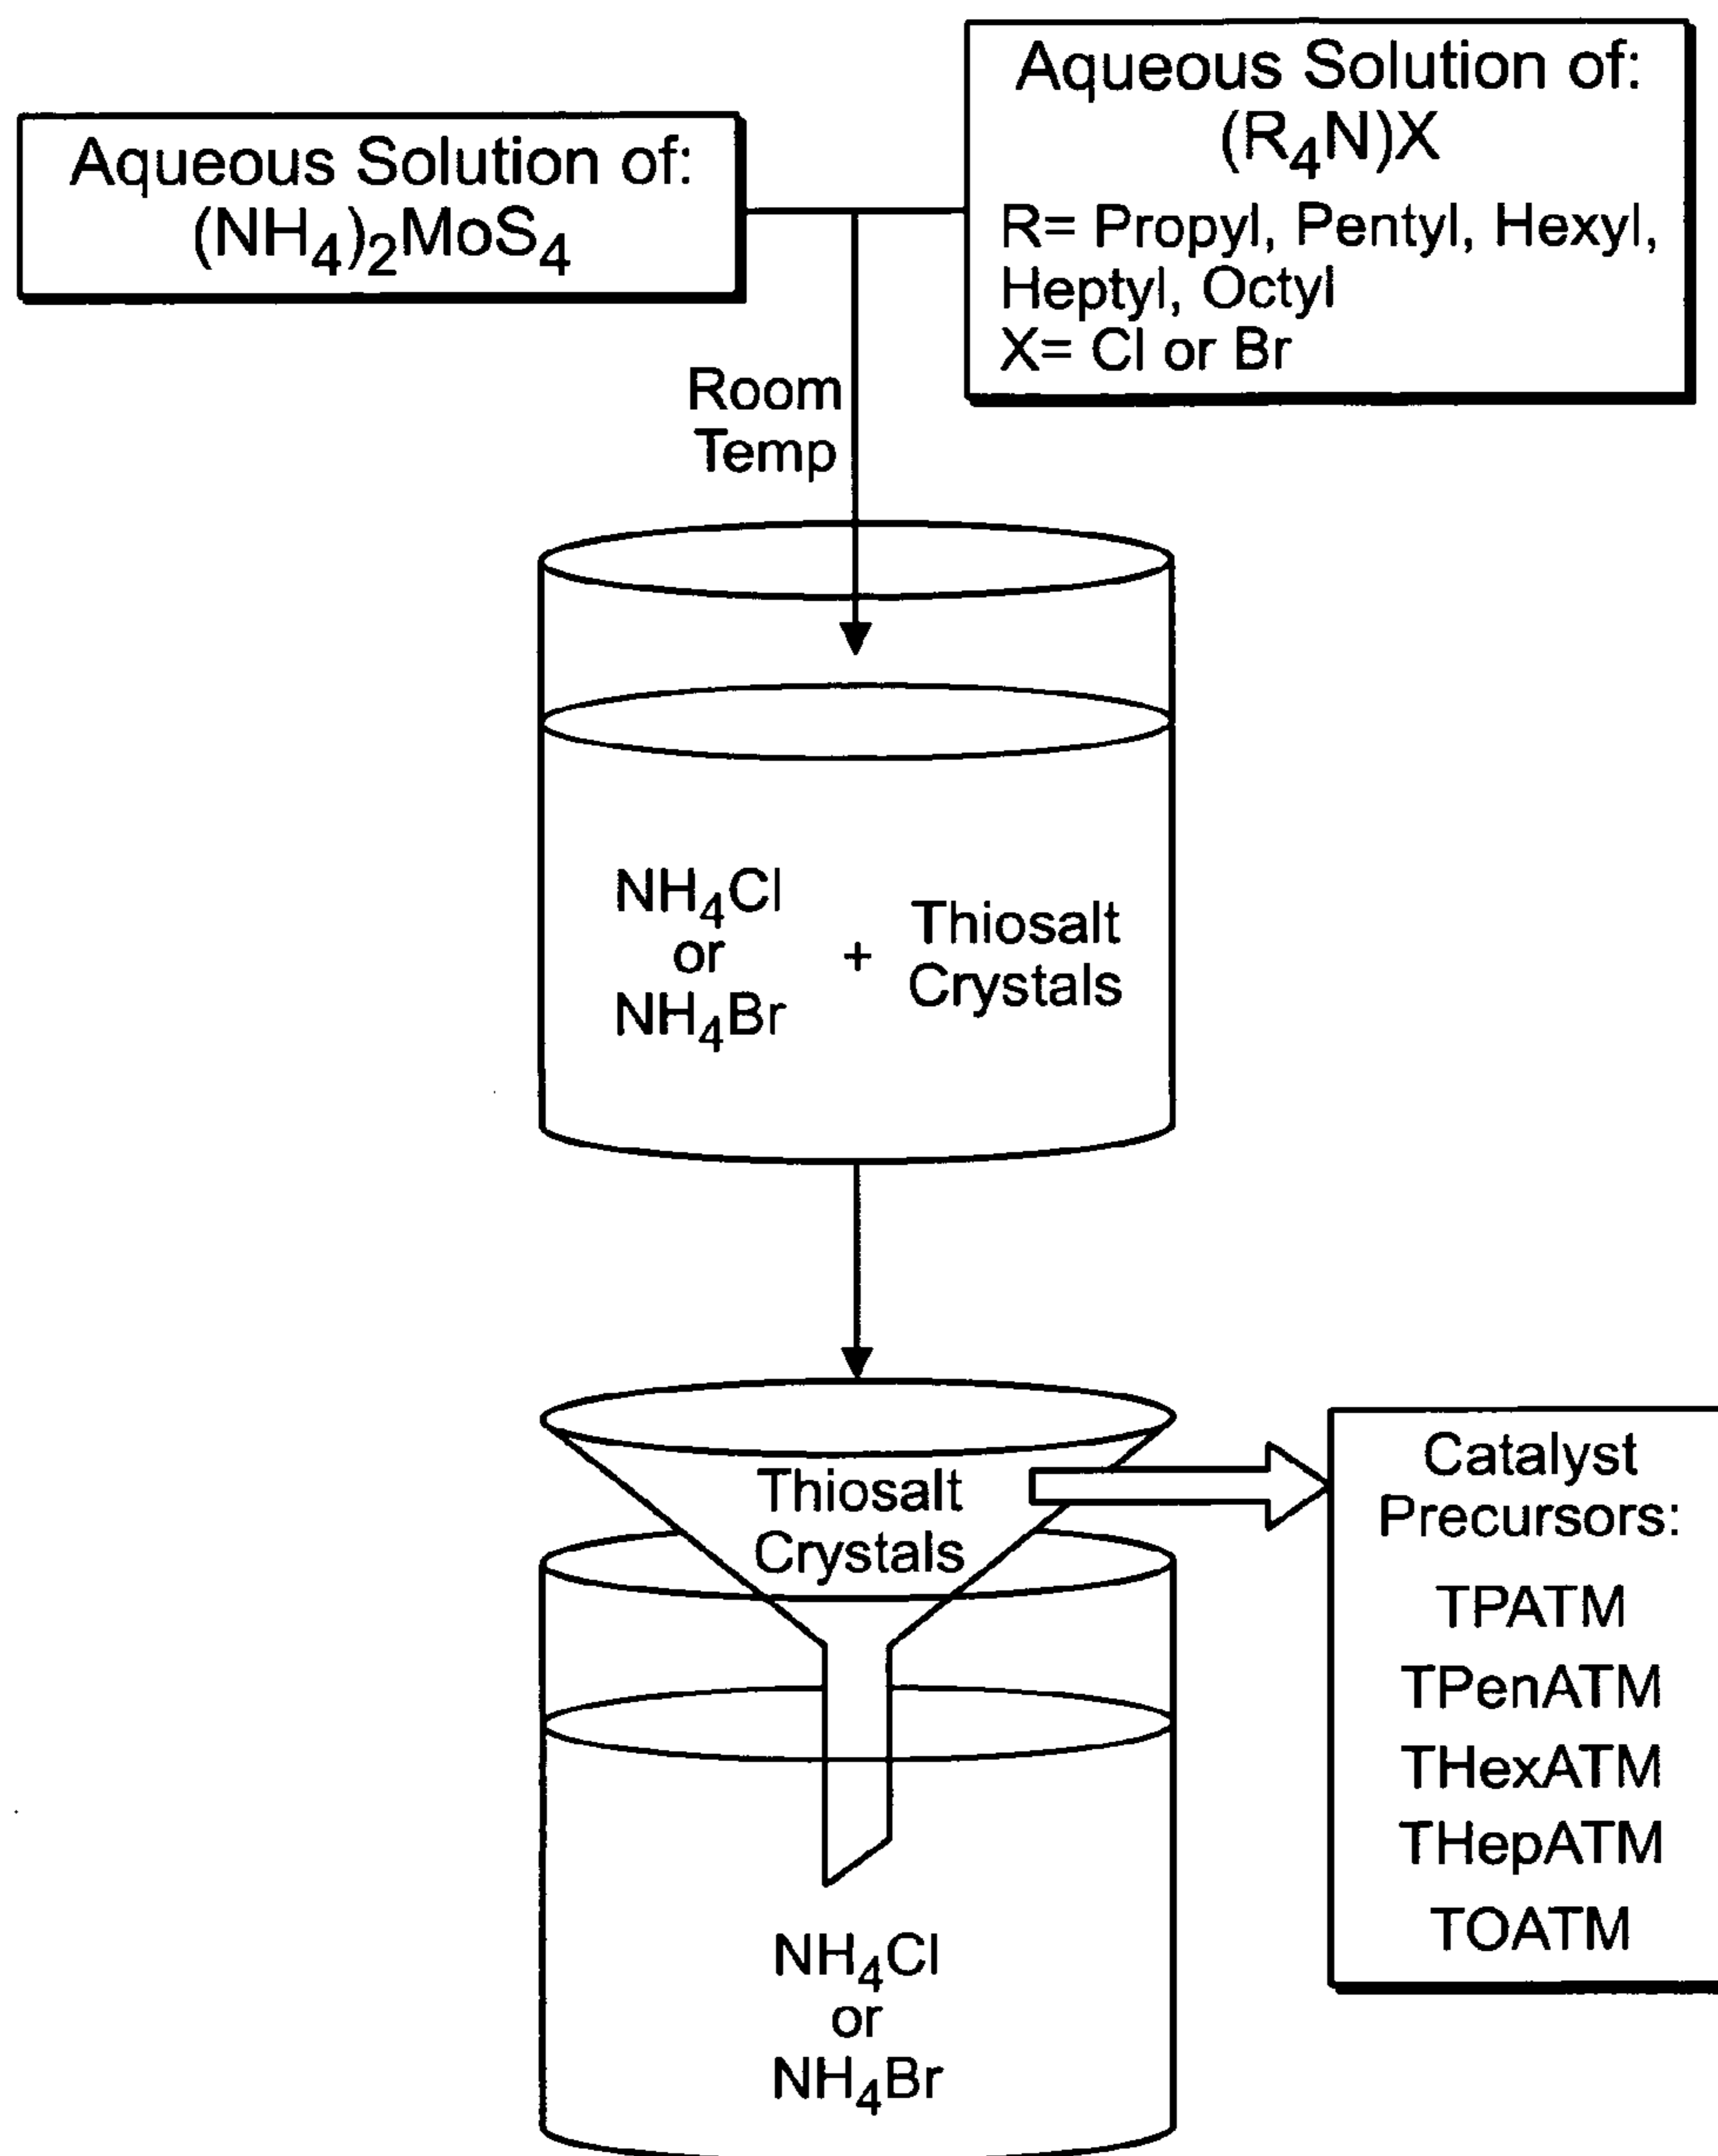 Aqueous Solution of:
(NH₄)₂MoS₄
Aqueous Solution of:
(R₄N)X
R= Propyl, Pentyl, Hexyl,
Heptyl, Octyl
X= Cl or Br
Room
Temp
NH₄Cl
or
NH₄Br
+
Thiosalt
Crystals
Thiosalt
Crystals
Catalyst
Precursors:
TPATM
TPenATM
THexATM
THepATM
TOATM
NH₄Cl
or
NH₄Br